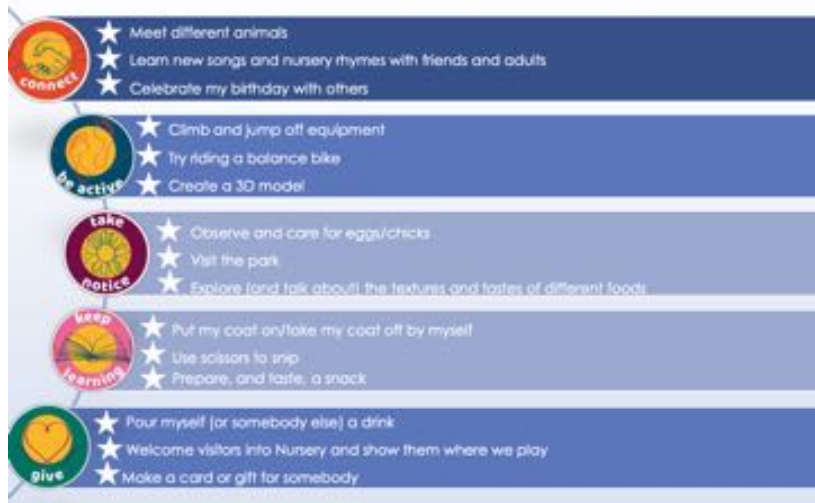 connect
Meet different animals
Learn new songs and nursery rhymes with friends and adults
Celebrate my birthday with others
be active
Climb and jump off equipment
Try riding a balance bike
Create a 3D model
take notice
Observe and care for eggs/chicks
Visit the park
Explore (and talk about) the textures and tastes of different foods
keep learning
Put my coat on/take my coat off by myself
Use scissors to snip
Prepare, and taste, a snack
give
Pour myself (or somebody else) a drink
Welcome visitors into Nursery and show them where we play
Make a card or gift for somebody